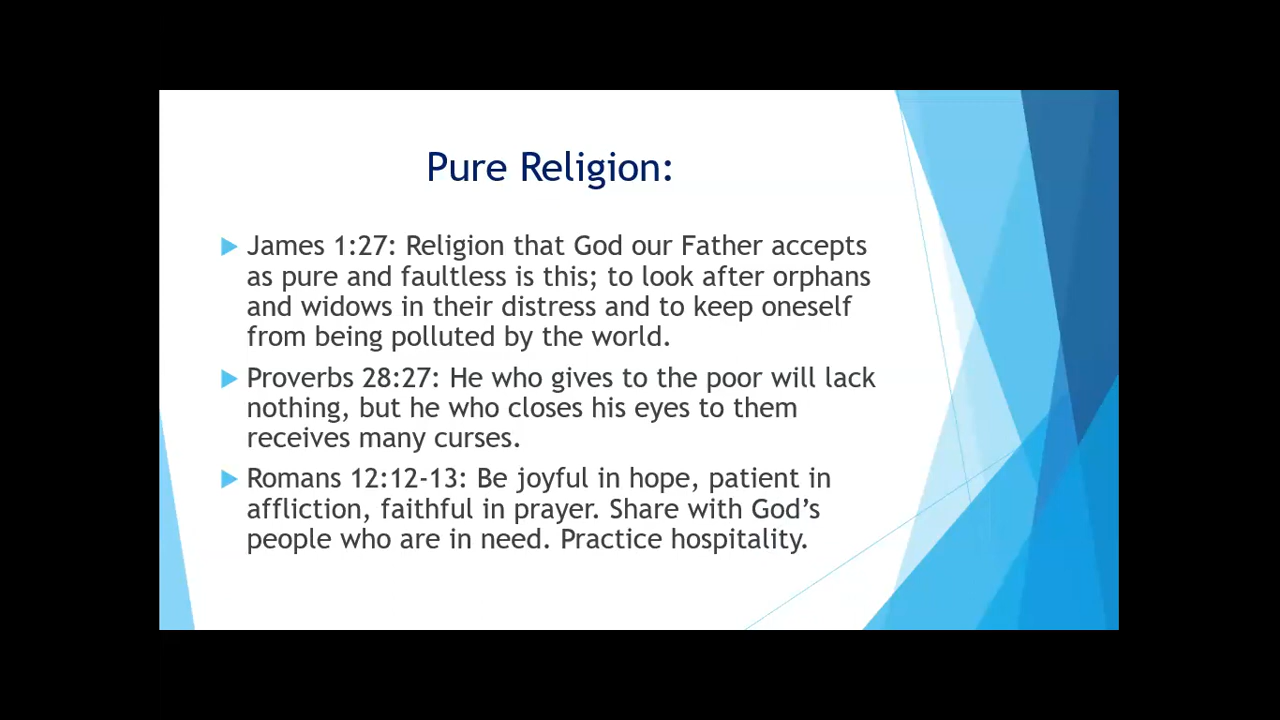 Pure Religion:
James 1:27: Religion that God our Father accepts
as pure and faultless is this; to look after orphans
and widows in their distress and to keep oneself
from being polluted by the world.
Proverbs 28:27: He who gives to the poor will lack
nothing, but he who closes his eyes to them
receives many curses.
Romans 12:12-13: Be joyful in hope, patient in
affliction, faithful in prayer. Share with God’s
people who are in need. Practice hospitality.